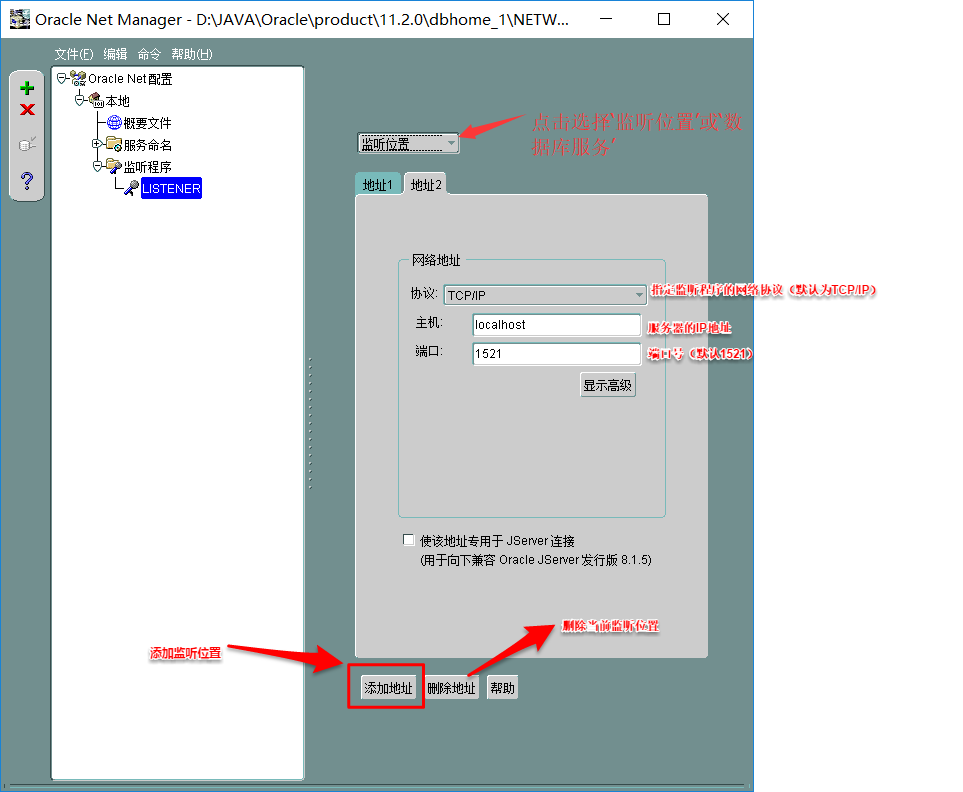 Oracle Net Manager - D:\JAVA\Oracle\product\11.2.0\dbhome_1\NETW...
文件(F) 编辑 命令 帮助(H)
Oracle Net 配置
本地
概要文件
服务命名
监听程序
LISTENER
监听位置
点击选择‘监听位置’或‘数
据库服务’
地址1 地址2
网络地址
协议: TCP/IP
指定监听程序的网络协议（默认为TCP/IP）
主机: localhost
服务器的IP地址
端口: 1521
端口号（默认1521）
显示高级
使该地址专用于 JServer 连接
(用于向下兼容 Oracle JServer 发行版 8.1.5)
删除当前监听位置
添加监听位置
添加地址 删除地址 帮助